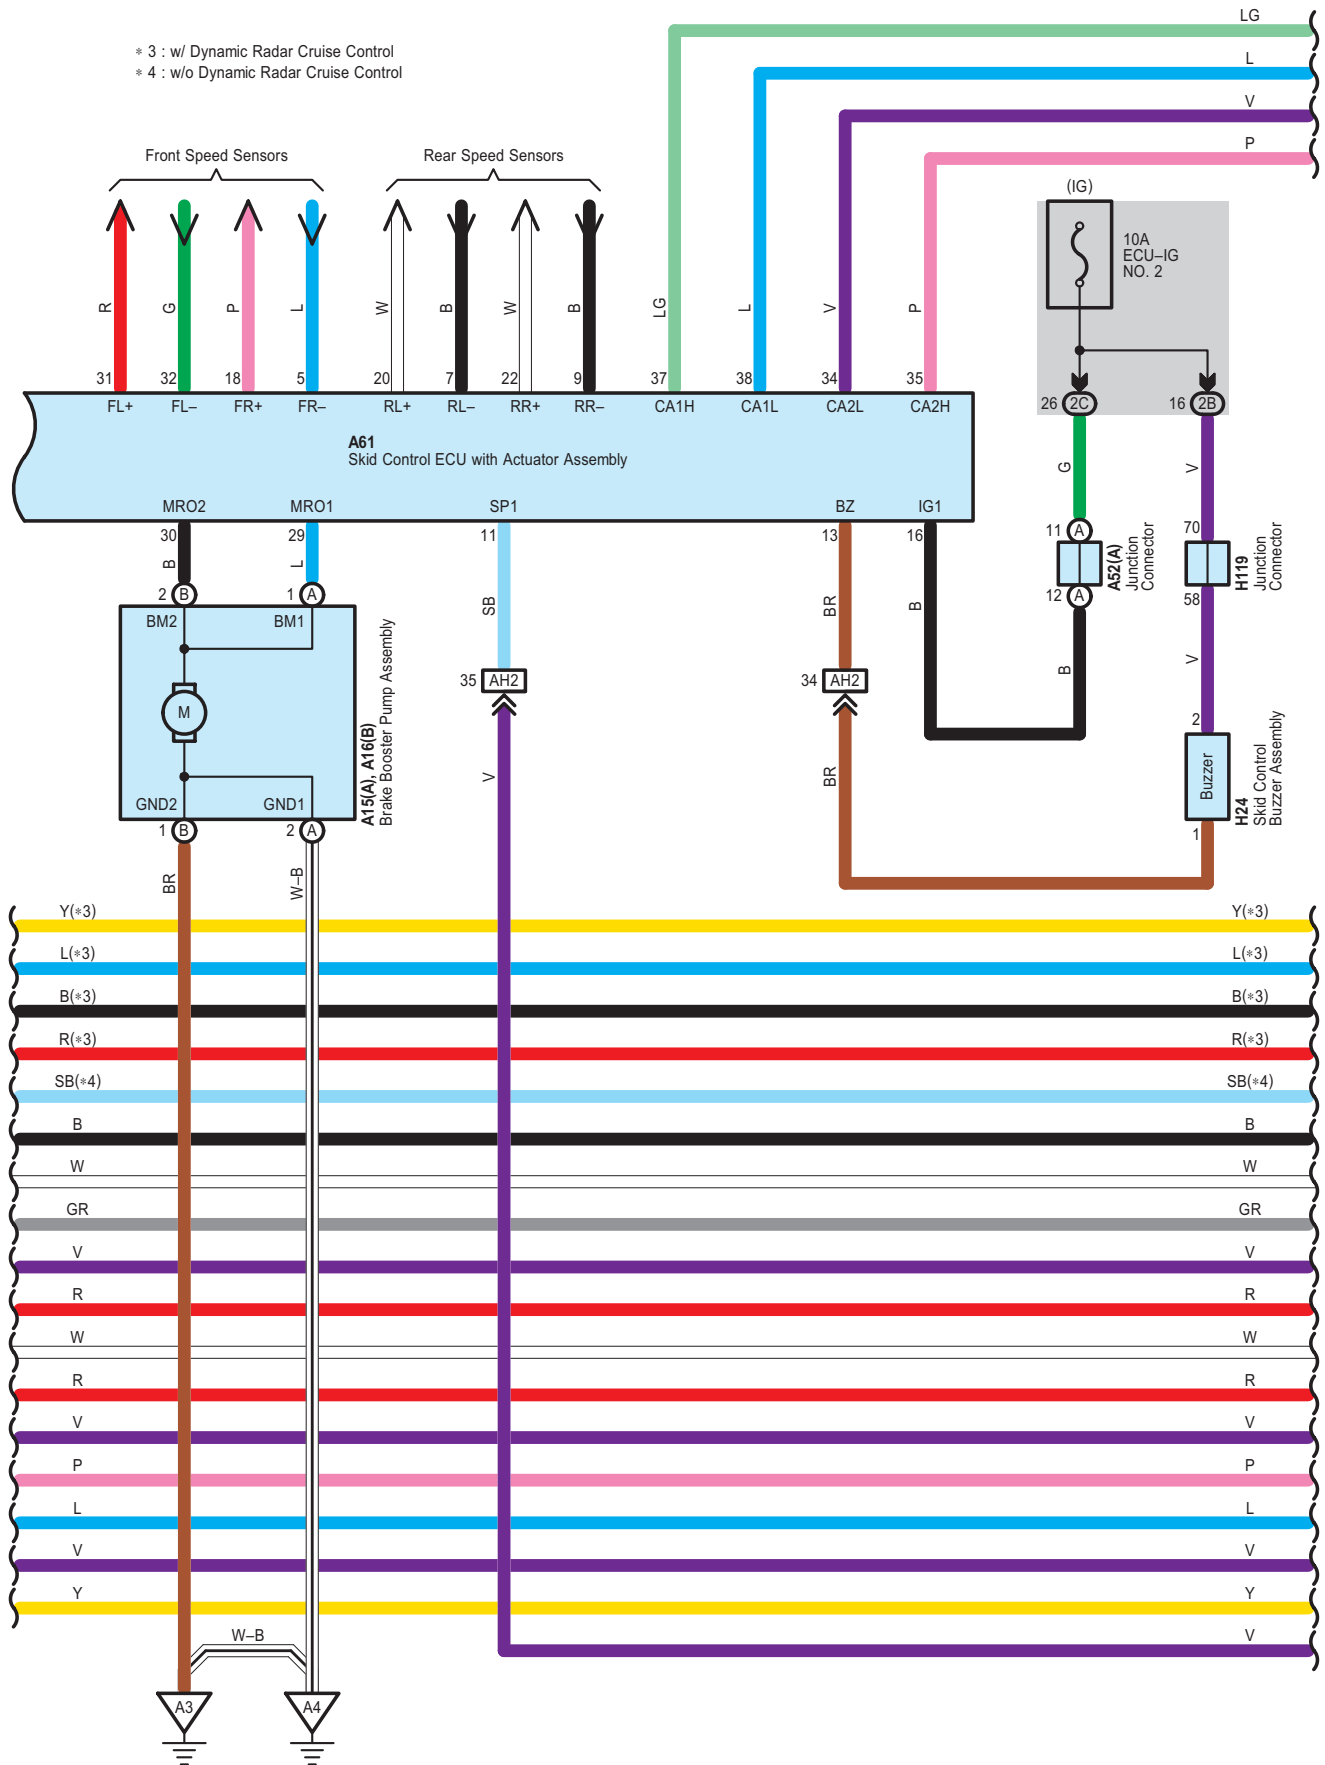 LG
∗ 3 : w/ Dynamic Radar Cruise Control
L
∗ 4 : w/o Dynamic Radar Cruise Control
V
P
Front Speed Sensors
Rear Speed Sensors
(IG)
10A
ECU–IG
NO. 2
R G P L W B W B LG L V P
31 32 18 5 20 7 22 9 37 38 34 35
FL+ FL– FR+ FR– RL+ RL– RR+ RR– CA1H CA1L CA2L CA2H
26 2C 16 2B
A61
Skid Control ECU with Actuator Assembly
G V
MRO2 MRO1 SP1 BZ IG1
30 29 11 13 16
B L SB BR B
11 A
70
A52(A)
Junction
Connector
H119
Junction
Connector
12 A
58
2 B 1 A
BM2 BM1
M
GND2 GND1
A15(A), A16(B)
Brake Booster Pump Assembly
1 B 2 A
35 AH2
34 AH2
B V
V BR
2
Buzzer
H24
Skid Control
Buzzer Assembly
1
BR W–B
Y(∗3) Y(∗3)
L(∗3) L(∗3)
B(∗3) B(∗3)
R(∗3) R(∗3)
SB(∗4) SB(∗4)
B B
W W
GR GR
V V
R R
W W
R R
V V
P P
L L
V V
Y Y
W–B V
A3 A4